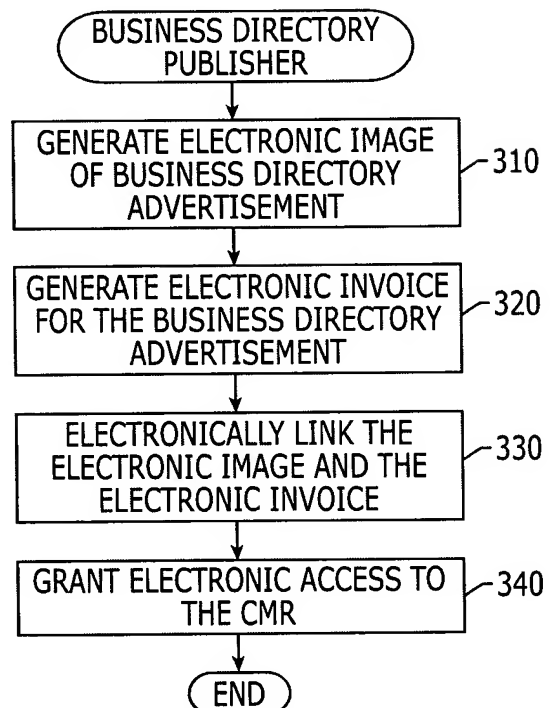 BUSINESS DIRECTORY
PUBLISHER
GENERATE ELECTRONIC IMAGE
OF BUSINESS DIRECTORY
ADVERTISEMENT
310
GENERATE ELECTRONIC INVOICE
FOR THE BUSINESS DIRECTORY
ADVERTISEMENT
320
ELECTRONICALLY LINK THE
ELECTRONIC IMAGE AND THE
ELECTRONIC INVOICE
330
GRANT ELECTRONIC ACCESS TO
THE CMR
340
END